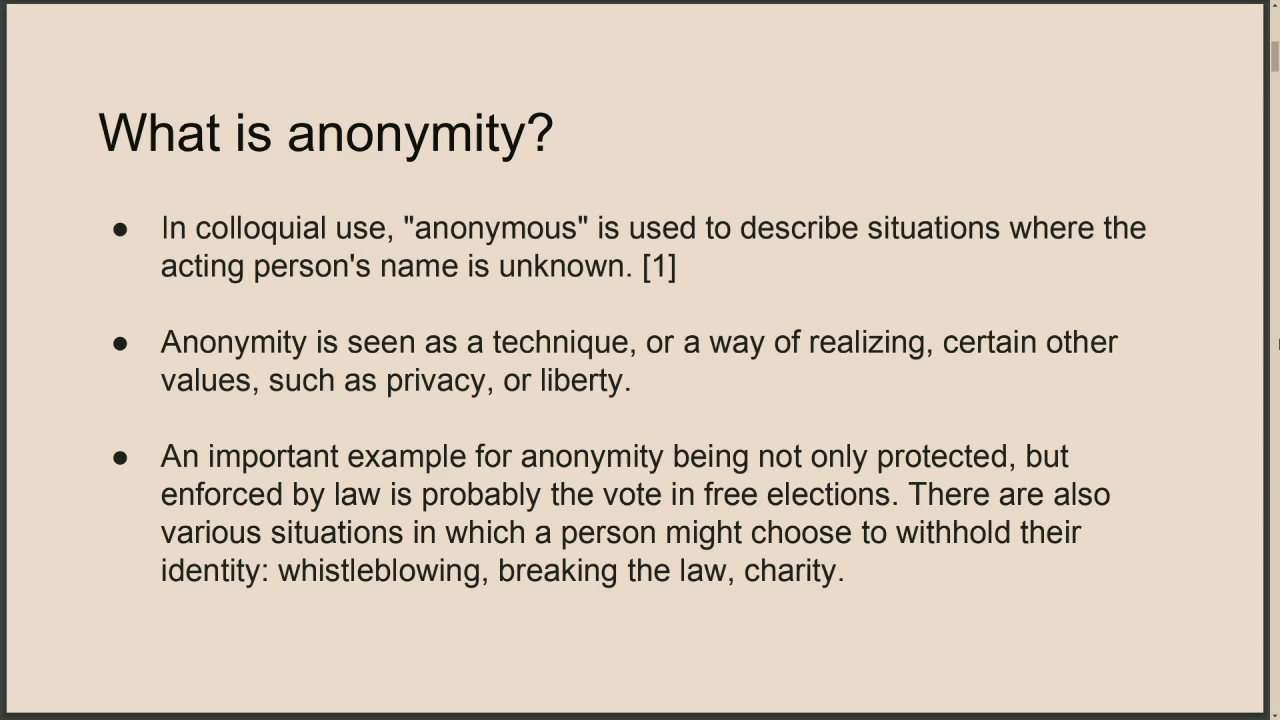 What is anonymity?
● In colloquial use, "anonymous" is used to describe situations where the
acting person's name is unknown. [1]
● Anonymity is seen as a technique, or a way of realizing, certain other
values, such as privacy, or liberty.
● An important example for anonymity being not only protected, but
enforced by law is probably the vote in free elections. There are also
various situations in which a person might choose to withhold their
identity: whistleblowing, breaking the law, charity.